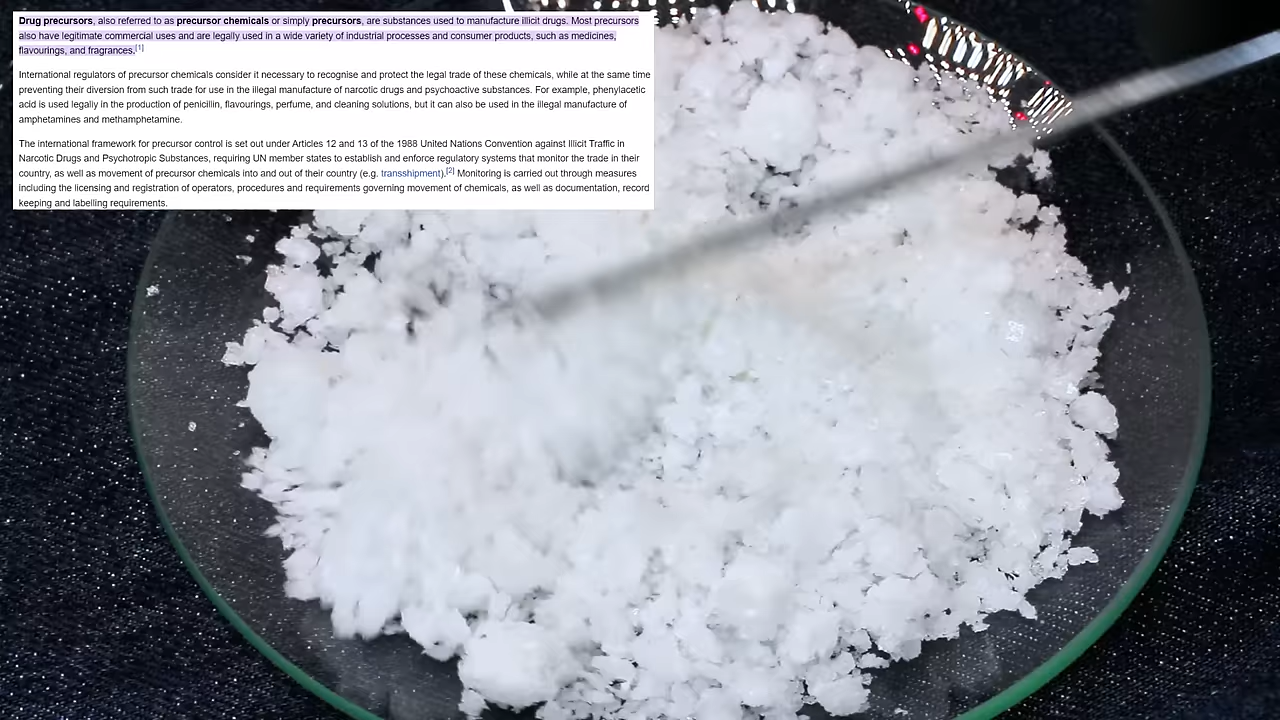 Drug precursors, also referred to as precursor chemicals or simply precursors, are substances used to manufacture illicit drugs. Most precursors
also have legitimate commercial uses and are legally used in a wide variety of industrial processes and consumer products, such as medicines,
flavourings, and fragrances.[1]
International regulators of precursor chemicals consider it necessary to recognise and protect the legal trade of these chemicals, while at the same time
preventing their diversion from such trade for use in the illegal manufacture of narcotic drugs and psychoactive substances. For example, phenylacetic
acid is used legally in the production of penicillin, flavourings, perfume, and cleaning solutions, but it can also be used in the illegal manufacture of
amphetamines and methamphetamine.
The international framework for precursor control is set out under Articles 12 and 13 of the 1988 United Nations Convention against Illicit Traffic in
Narcotic Drugs and Psychotropic Substances, requiring UN member states to establish and enforce regulatory systems that monitor the trade in their
country, as well as movement of precursor chemicals into and out of their country (e.g. transshipment).[2] Monitoring is carried out through measures
including the licensing and registration of operators, procedures and requirements governing movement of chemicals, as well as documentation, record
keeping and labelling requirements.